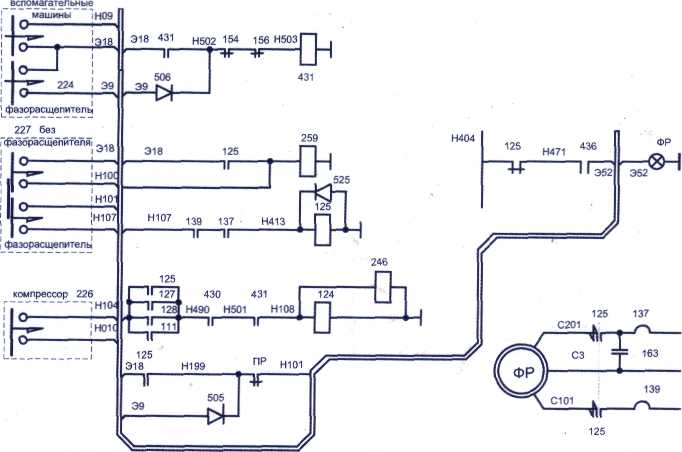 вспомогательные
машины
Н09
Э18
224
Э9
фазорасщепитель
Э18
431
Н502
154
156
Н503
431
506
Э9
227 без
фазорасщепителя
Э18
Н100
Н101
Н107
фазорасщепитель
Э18
125
259
525
125
Н107
139
137
Н413
Н404
125
Н471
436
ФР
Э52
Э52
компрессор 226
Н104
Н010
125
127
128
111
Н490
430
Н501
431
Н108
124
246
125
Э18
Н199
ПР
Н101
Э9
505
ФР
С201
125
137
С3
163
С101
139
125